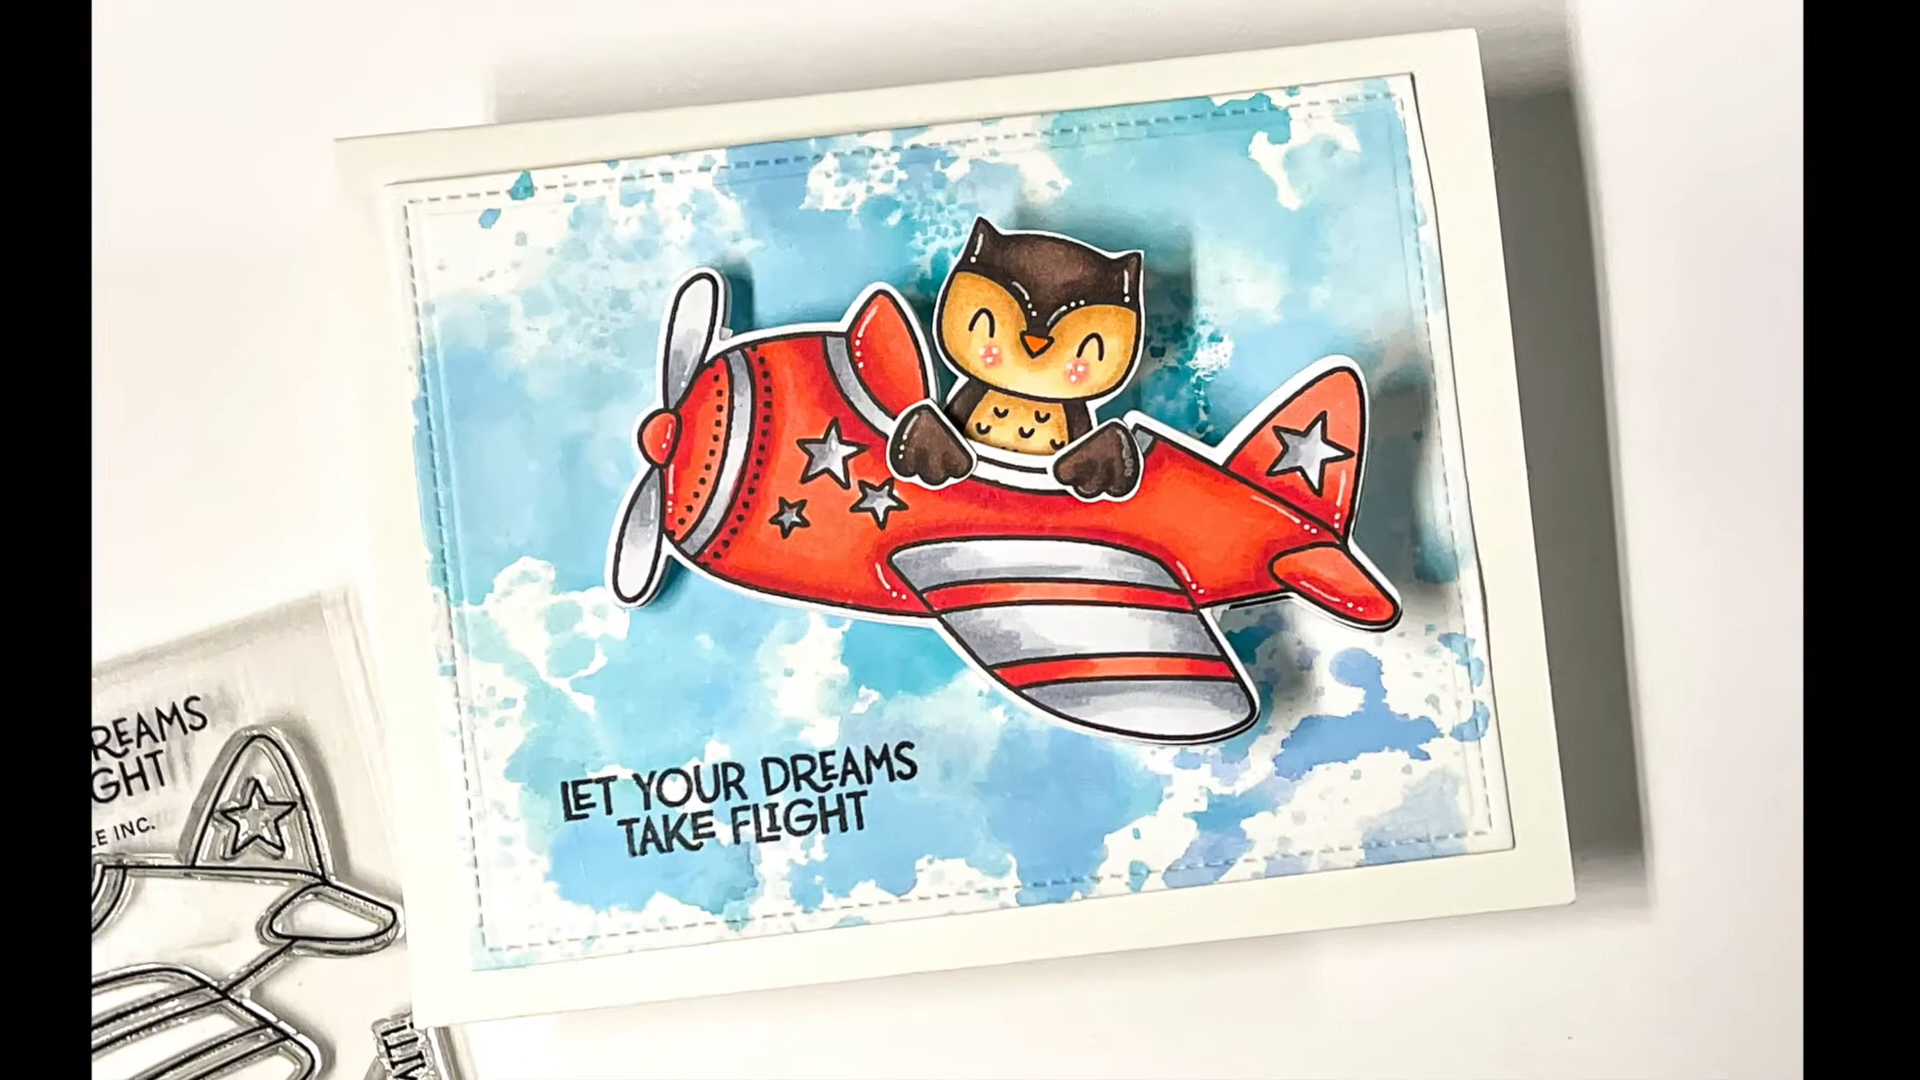 LET YOUR DREAMS
TAKE FLIGHT
REAMS
GHT
LE INC.